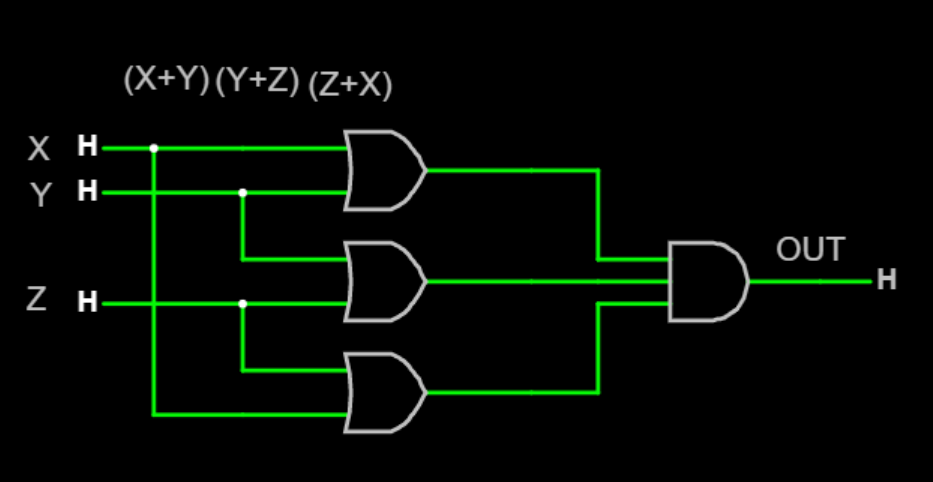 (X+Y) (Y+Z) (Z+X)
X H
Y H
OUT
H
Z H